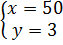 x = 50
y = 3